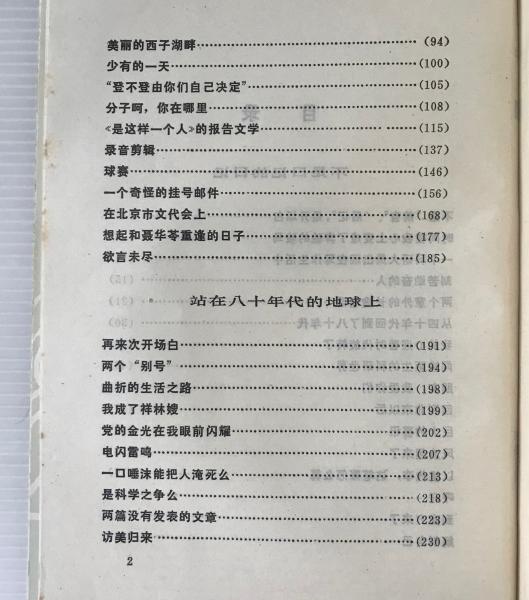 美丽的西子湖畔……………………………………(94)
少有的一天……………………………………(100)
“登不登由你们自己决定”……………………………………(105)
分子呵，你在哪里……………………………………(108)
《是这样一个人》的报告文学……………………………………(115)
录音剪辑……………………………………(137)
球赛……………………………………(146)
一个奇怪的挂号邮件……………………………………(156)
在北京市文代会上……………………………………(168)
想起和聂华苓重逢的日子……………………………………(177)
欲言未尽……………………………………(185)
站在八十年代的地球上
再来次开场白……………………………………(191)
两个“别号”……………………………………(194)
曲折的生活之路……………………………………(198)
我成了祥林嫂……………………………………(199)
党的金光在我眼前闪耀……………………………………(202)
电闪雷鸣……………………………………(207)
一口唾沫能把人淹死么……………………………………(213)
是科学之争么……………………………………(218)
两篇没有发表的文章……………………………………(223)
访美归来……………………………………(230)
2